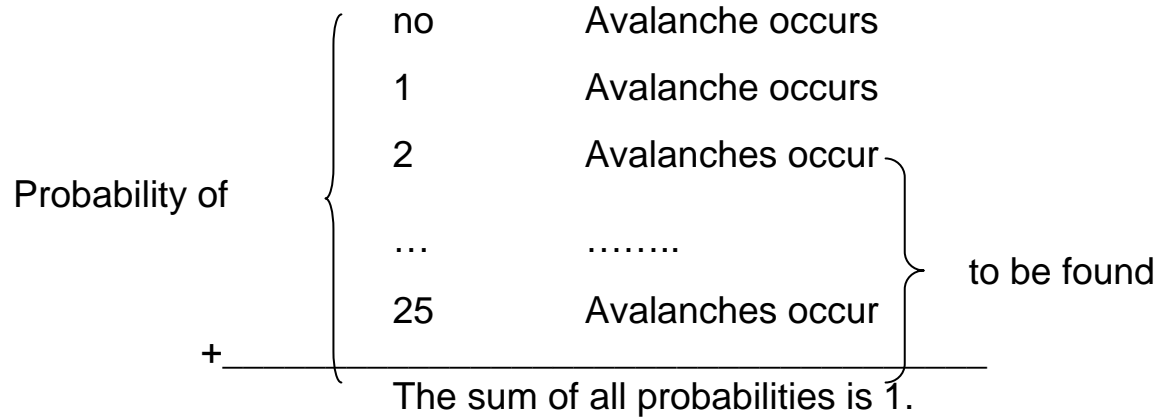 no Avalanche occurs
1 Avalanche occurs
2 Avalanches occur
Probability of
… ……..
to be found
25 Avalanches occur
+
The sum of all probabilities is 1.